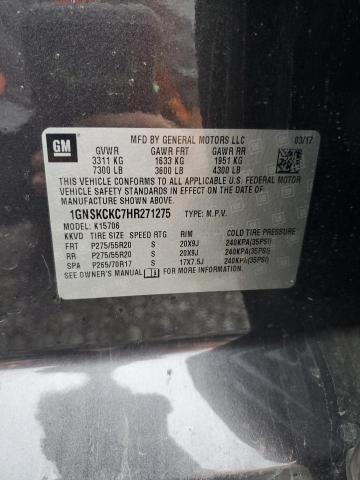 GM
MFD BY GENERAL MOTORS LLC 03/17
GVWR GAWR FRT GAWR RR
3311 KG 1633 KG 1951 KG
7300 LB 3600 LB 4300 LB
THIS VEHICLE CONFORMS TO ALL APPLICABLE U.S. FEDERAL MOTOR
VEHICLE SAFETY STANDARDS IN EFFECT ON THE DATE OF
MANUFACTURE SHOWN ABOVE.
1GNSKCKC7HR271275 TYPE: M.P.V.
MODEL: K15706
KKVD TIRE SIZE SPEED RTG RIM COLD TIRE PRESSURE
FRT P275/55R20 S 20X9J 240KPA(35PSI)
RR P275/55R20 S 20X9J 240KPA(35PSI)
SPA P265/70R17 S 17X7.5J 240KPA(35PSI)
SEE OWNER'S MANUAL FOR ADDITIONAL INFORMATION.